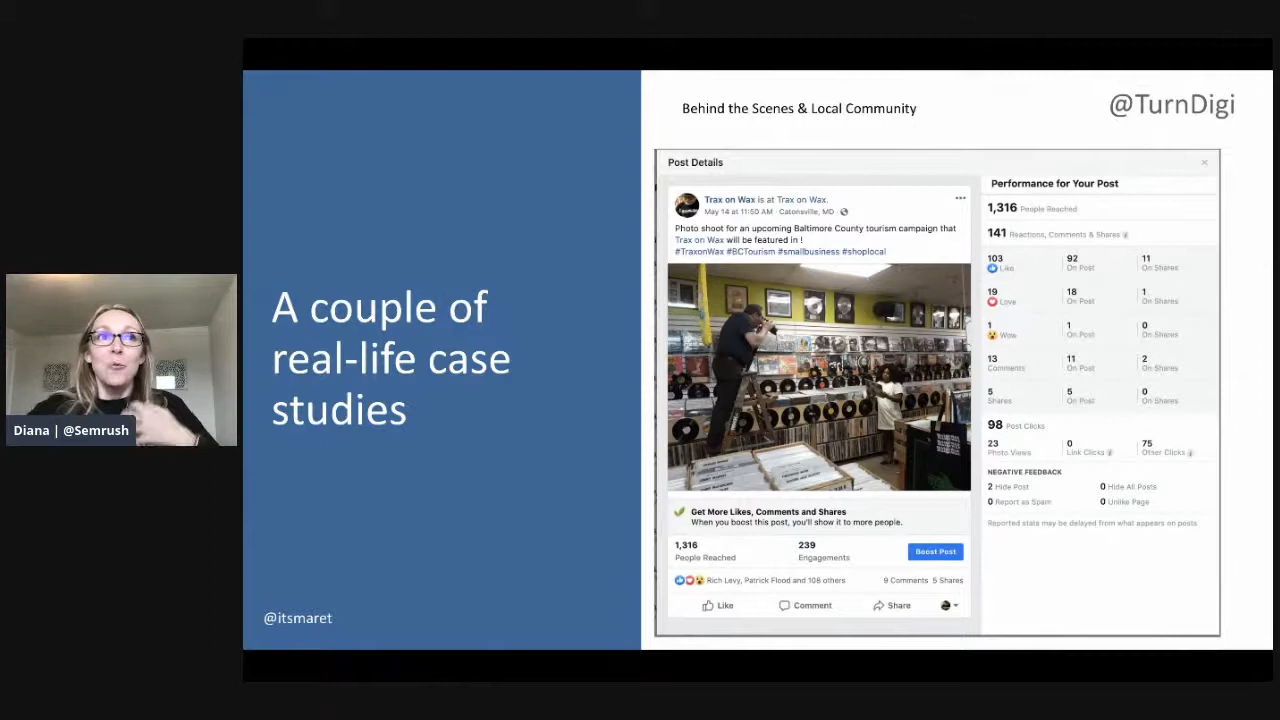 Behind the Scenes & Local Community
@TurnDigi
A couple of
real-life case
studies
@itsmaret
Diana | @Semrush
Post Details
Trax on Wax is at Trax on Wax.
May 14 at 11:50 AM · Catonsville, MD ·
Photo shoot for an upcoming Baltimore County tourism campaign that
Trax on Wax will be featured in !
#TraxonWax #BCTourism #smallbusiness #shoplocal
Get More Likes, Comments and Shares
When you boost this post, you'll show it to more people.
1,316
People Reached
239
Engagements
Boost Post
Rich Levy, Patrick Flood and 108 others
9 Comments 5 Shares
Like
Comment
Share
Performance for Your Post
1,316 People Reached
141 Reactions, Comments & Shares
103
Like
92
On Post
11
On Shares
19
Love
18
On Post
1
On Shares
1
Wow
1
On Post
0
On Shares
13
Comments
11
On Post
2
On Shares
5
Shares
5
On Post
0
On Shares
98 Post Clicks
23
Photo Views
0
Link Clicks
75
Other Clicks
NEGATIVE FEEDBACK
2 Hide Post
0 Hide All Posts
0 Report as Spam
0 Unlike Page
Reported stats may be delayed from what appears on posts